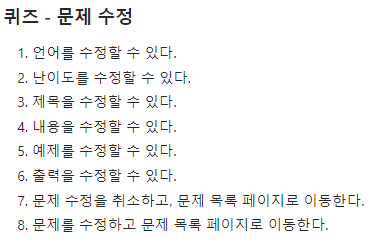 퀴즈 - 문제 수정
1. 언어를 수정할 수 있다.
2. 난이도를 수정할 수 있다.
3. 제목을 수정할 수 있다.
4. 내용을 수정할 수 있다.
5. 예제를 수정할 수 있다.
6. 출력을 수정할 수 있다.
7. 문제 수정을 취소하고, 문제 목록 페이지로 이동한다.
8. 문제를 수정하고 문제 목록 페이지로 이동한다.